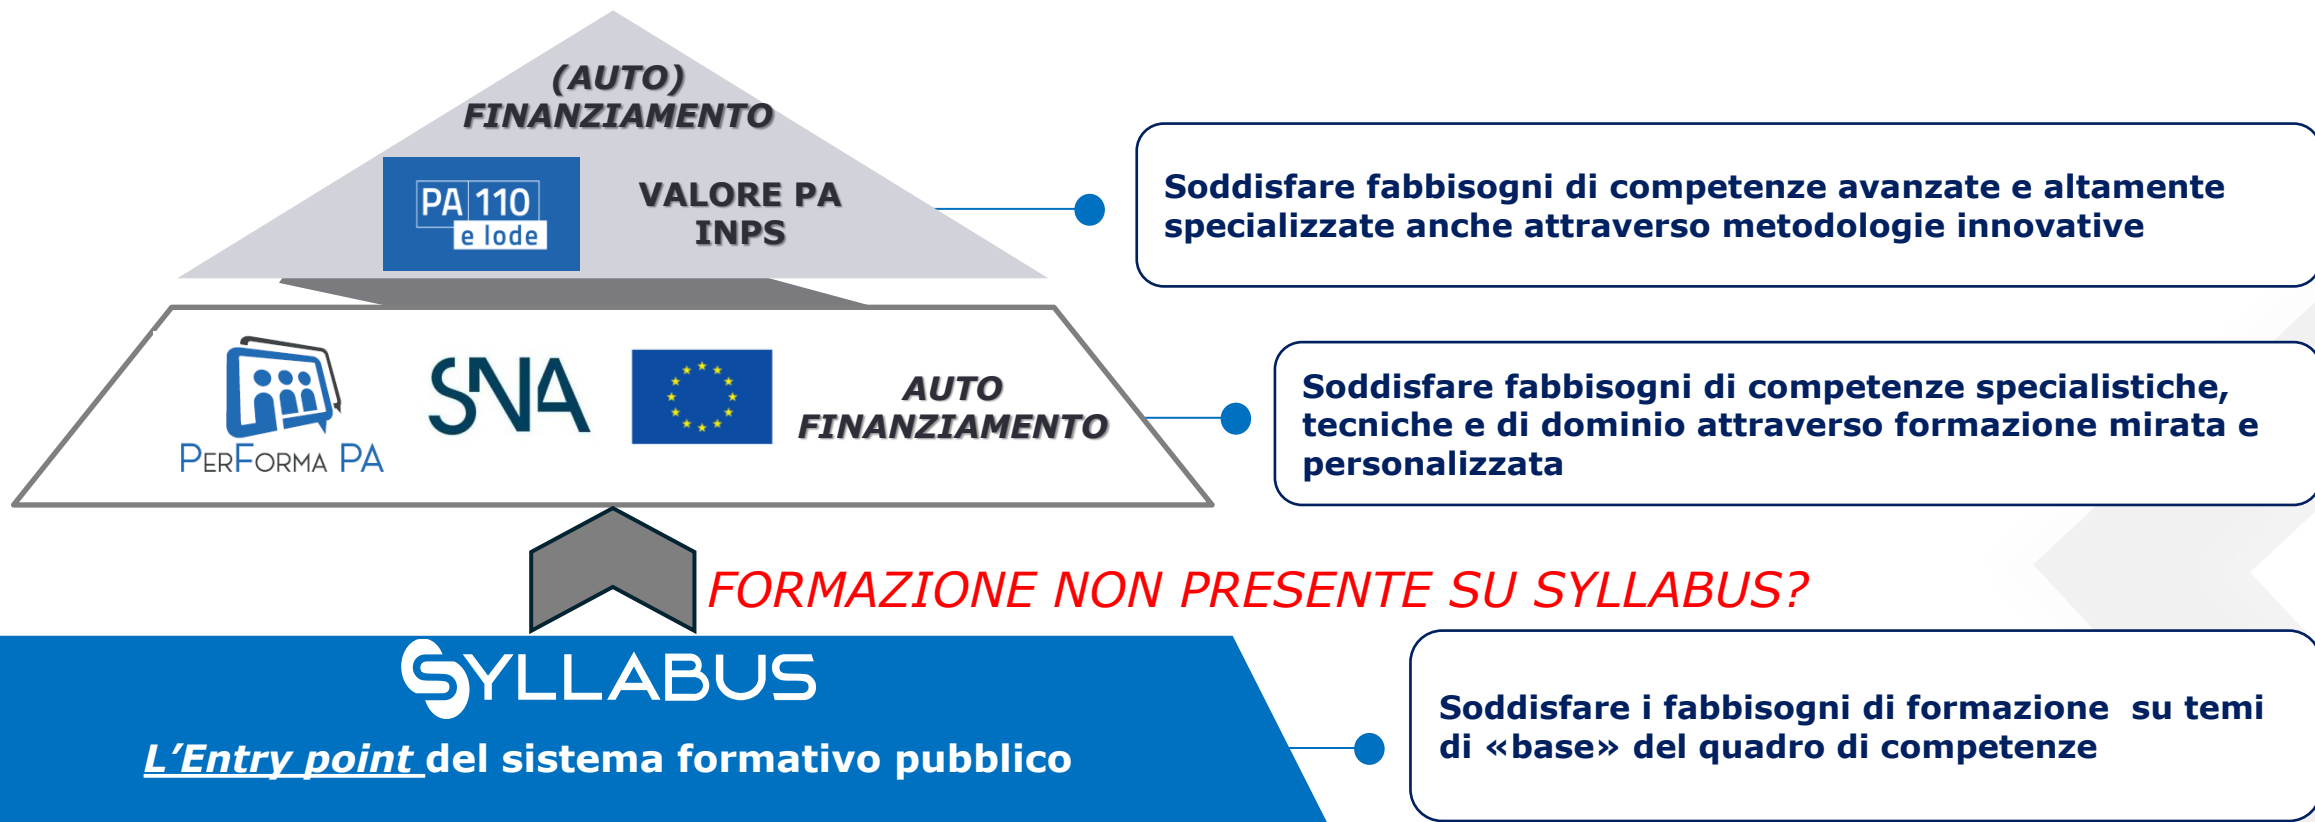 (AUTO)
FINANZIAMENTO
PA 110
e lode
VALORE PA
INPS
Soddisfare fabbisogni di competenze avanzate e altamente
specializzate anche attraverso metodologie innovative
PERFORMA PA
SNA
AUTO
FINANZIAMENTO
Soddisfare fabbisogni di competenze specialistiche,
tecniche e di dominio attraverso formazione mirata e
personalizzata
FORMAZIONE NON PRESENTE SU SYLLABUS?
SYLLABUS
L’Entry point del sistema formativo pubblico
Soddisfare i fabbisogni di formazione  su temi
di «base» del quadro di competenze